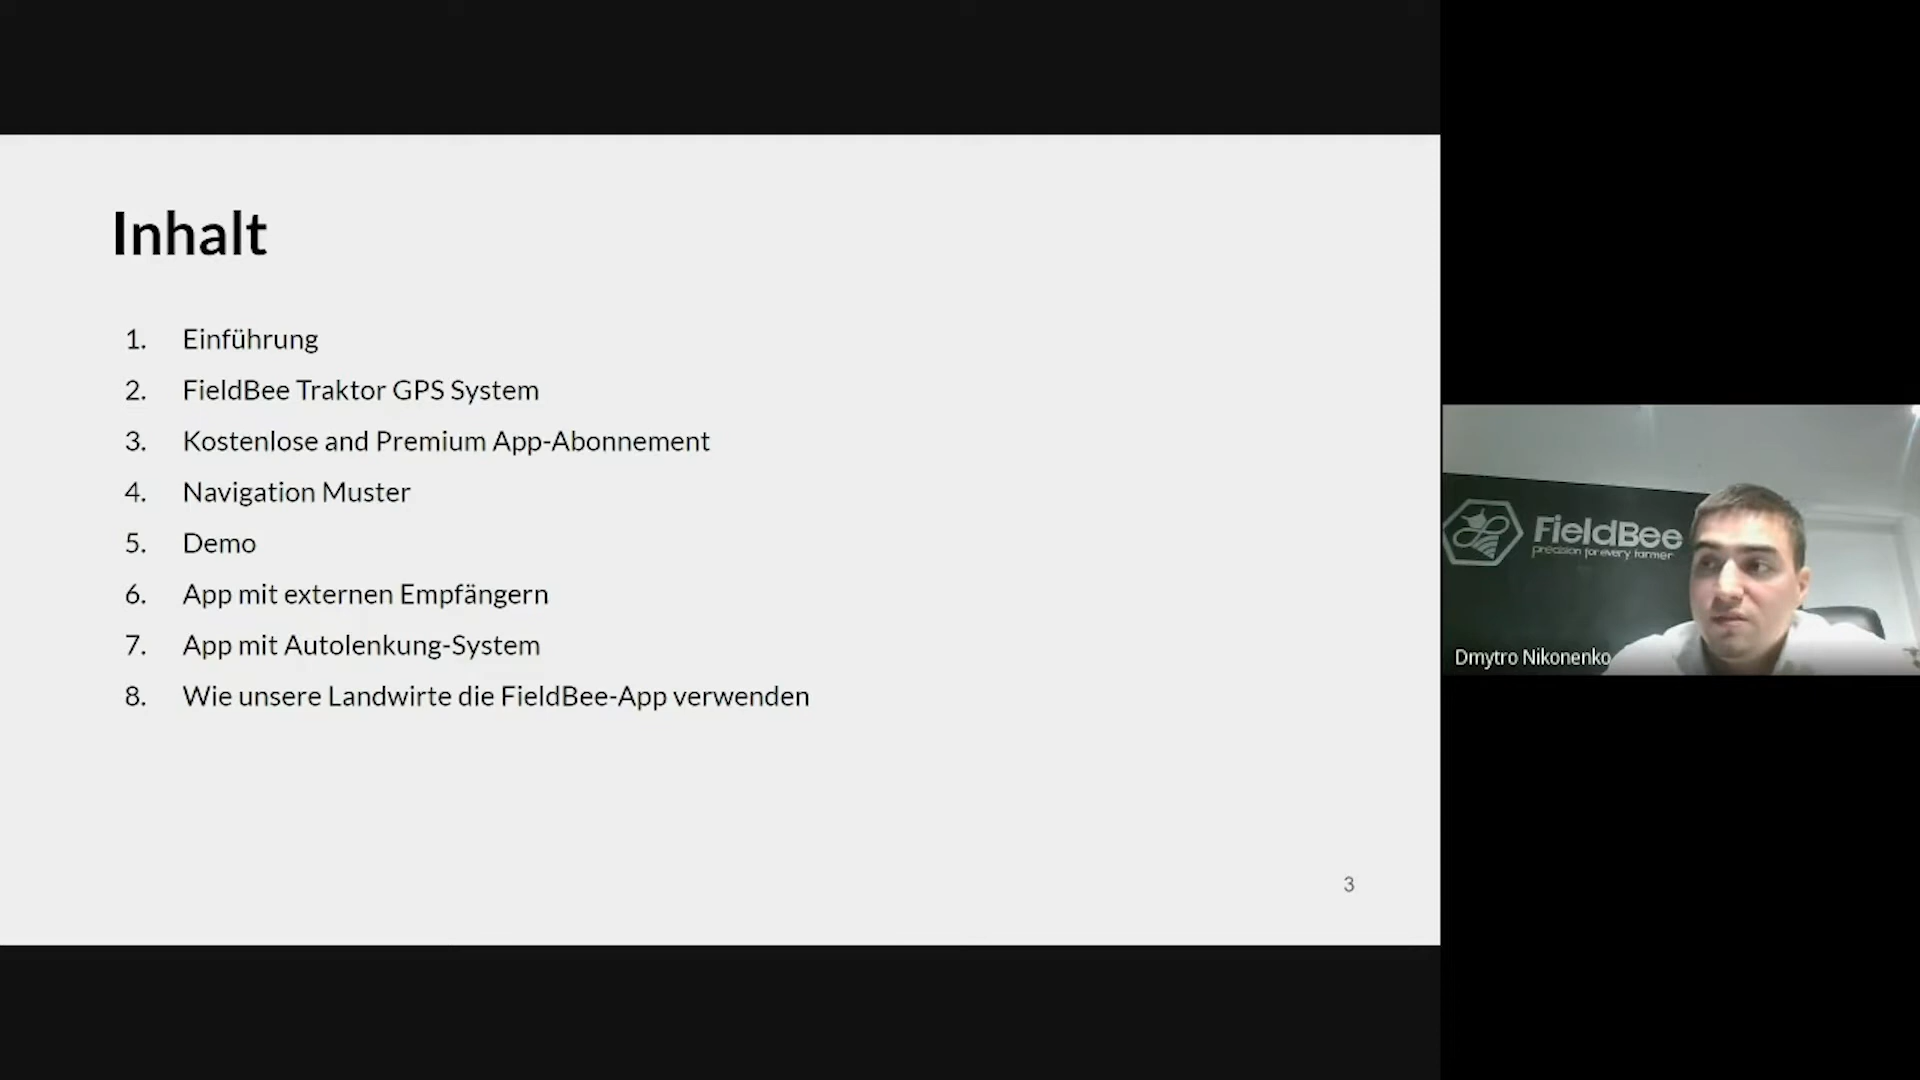 Inhalt
1. Einführung
2. FieldBee Traktor GPS System
3. Kostenlose and Premium App-Abonnement
4. Navigation Muster
5. Demo
6. App mit externen Empfängern
7. App mit Autolenkung-System
8. Wie unsere Landwirte die FieldBee-App verwenden
3
FieldBee
precision for every farmer
Dmytro Nikonenko